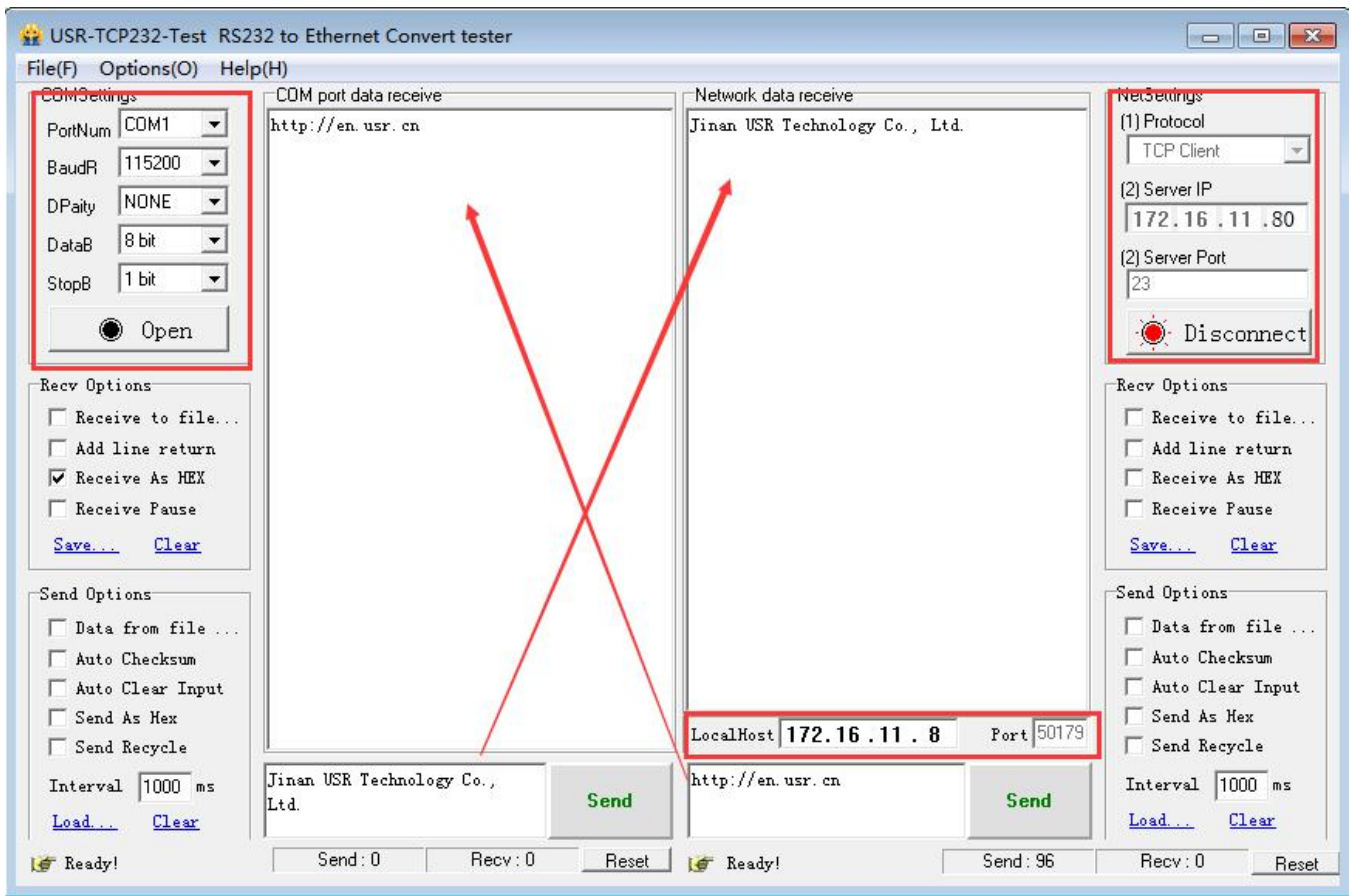 USR-TCP232-Test RS232 to Ethernet Convert tester
File(F) Options(O) Help(H)
COMSettings
PortNum COM1
BaudR 115200
DPaity NONE
DataB 8 bit
StopB 1 bit
Open
Recv Options
Receive to file...
Add line return
Receive As HEX
Receive Pause
Save... Clear
Send Options
Data from file ...
Auto Checksum
Auto Clear Input
Send As Hex
Send Recycle
Interval 1000 ms
Load... Clear
Ready!
COM port data receive
http://en.usr.cn
Jinan USR Technology Co.,
Ltd.
Send
Send : 0 Recv : 0 Reset
Network data receive
Jinan USR Technology Co., Ltd.
LocalHost 172.16.11.8 Port 50179
http://en.usr.cn
Send
Ready! Send : 96 Recv : 0 Reset
NetSettings
(1) Protocol
TCP Client
(2) Server IP
172.16.11.80
(2) Server Port
23
Disconnect
Recv Options
Receive to file...
Add line return
Receive As HEX
Receive Pause
Save... Clear
Send Options
Data from file ...
Auto Checksum
Auto Clear Input
Send As Hex
Send Recycle
Interval 1000 ms
Load... Clear